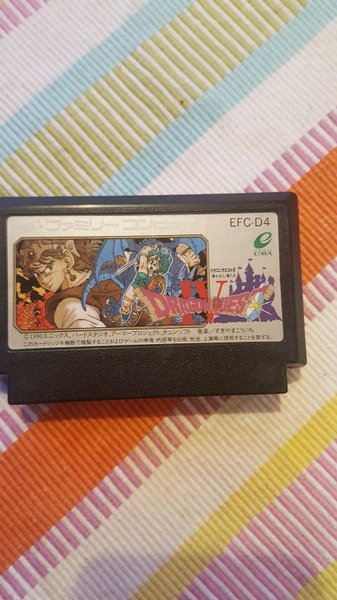 ファミリーコンピュータ
EFC-D4
ENIX
ドラゴンクエストⅣ
導かれし者たち
DRAGON QUEST
IV
©1990エニックス、バードスタジオ、アーマープロジェクト、チュンソフト 音楽/すぎやまこういち
このカートリッジを無断で複製することおよびゲームの映像、内容等を出版、放送、上演等に使用することを禁ずる。